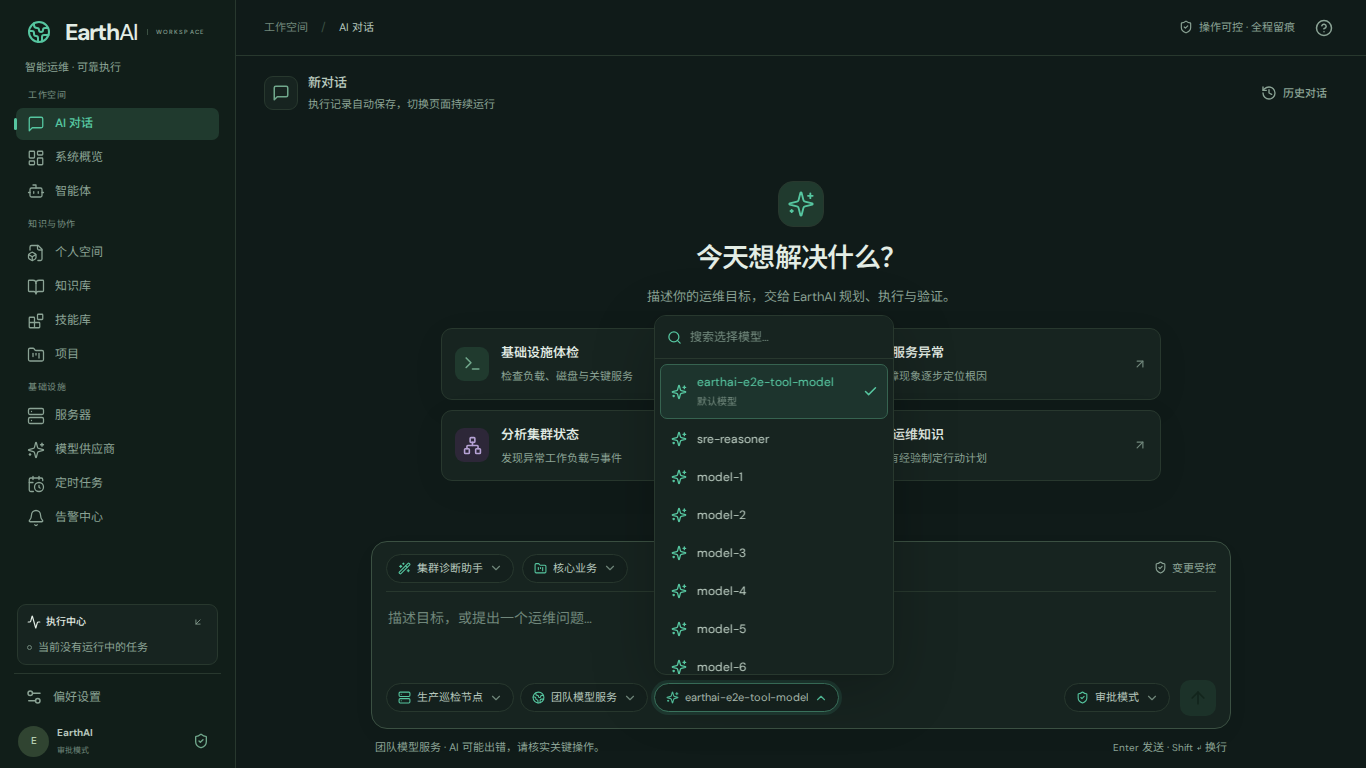 EarthAI | WORKSPACE
智能运维 · 可靠执行
工作空间
AI 对话
系统概览
智能体
知识与协作
个人空间
知识库
技能库
项目
基础设施
服务器
模型供应商
定时任务
告警中心
执行中心
当前没有运行中的任务
偏好设置
E
EarthAI
审批模式
工作空间 / AI 对话
操作可控 · 全程留痕
新对话
执行记录自动保存，切换页面持续运行
历史对话
今天想解决什么？
描述你的运维目标，交给 EarthAI 规划、执行与验证。
基础设施体检
检查负载、磁盘与关键服务
服务异常
现象逐步定位根因
分析集群状态
发现异常工作负载与事件
运维知识
经验制定行动计划
搜索选择模型...
earthai-e2e-tool-model
默认模型
sre-reasoner
model-1
model-2
model-3
model-4
model-5
model-6
集群诊断助手
核心业务
变更受控
描述目标，或提出一个运维问题...
生产巡检节点
团队模型服务
earthai-e2e-tool-model
审批模式
团队模型服务 · AI 可能出错，请核实关键操作。
Enter 发送 · Shift ↵ 换行